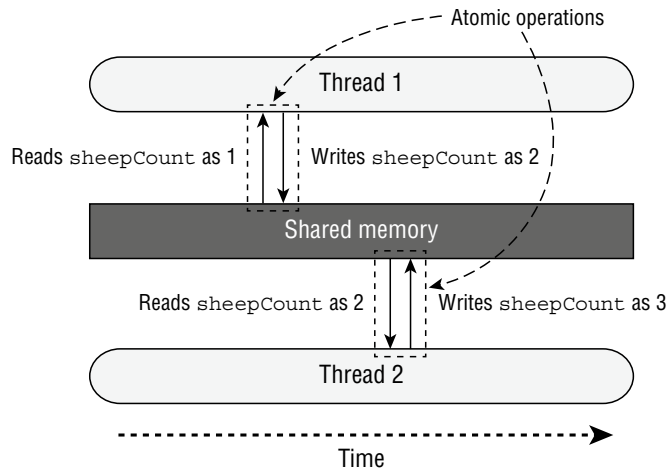 Atomic operations
Thread 1
Reads sheepCount as 1
Writes sheepCount as 2
Shared memory
Reads sheepCount as 2
Writes sheepCount as 3
Thread 2
Time